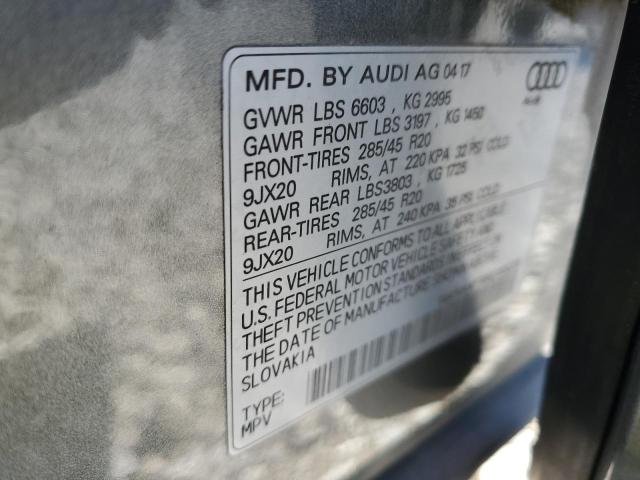 MFD. BY AUDI AG 04 17
GVWR LBS 6603 , KG 2995
GAWR FRONT LBS 3197 , KG 1450
FRONT-TIRES 285/45 R20
9JX20 RIMS, AT 220 KPA 32 PSI COLD
GAWR REAR LBS3803 , KG 1725
REAR-TIRES 285/45 R20
9JX20 RIMS, AT 240 KPA 35 PSI COLD
THIS VEHICLE CONFORMS TO ALL APPLICABLE
U.S. FEDERAL MOTOR VEHICLE SAFETY AND
THEFT PREVENTION STANDARDS IN EFFECT ON
THE DATE OF MANUFACTURE SHOWN ABOVE
SLOVAKIA
TYPE:
MPV